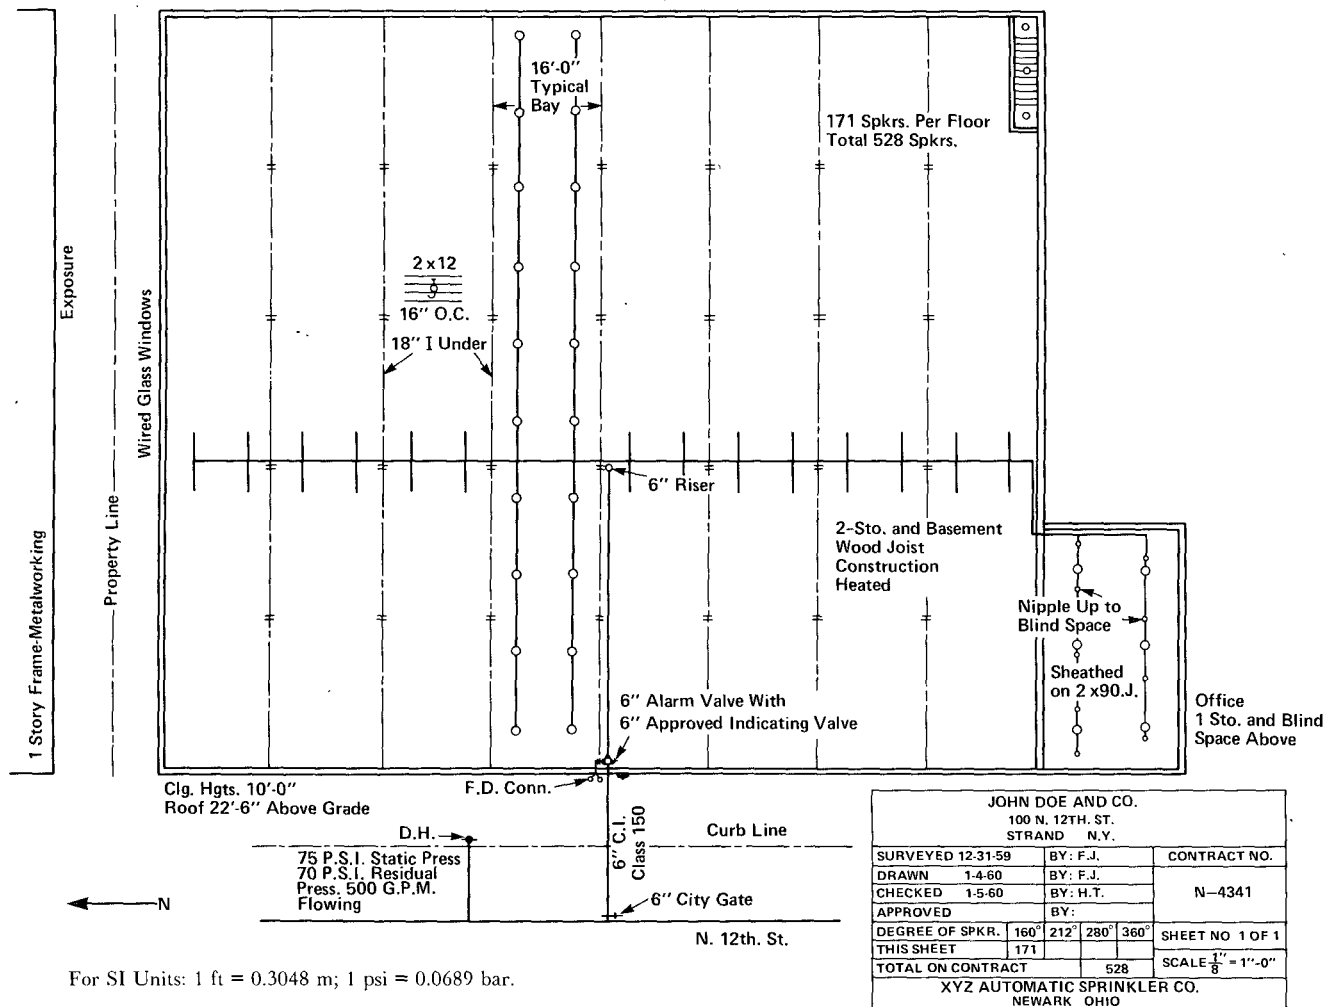 16′-0″
Typical
Bay
171 Spkrs. Per Floor
Total 528 Spkrs.
Exposure
1 Story Frame-Metalworking
Property Line
Wired Glass Windows
2 x12
16″ O.C.
18″ I Under
6″ Riser
2-Sto. and Basement
Wood Joist
Construction
Heated
Nipple Up to
Blind Space
Sheathed
on 2 x90.J.
Office
1 Sto. and Blind
Space Above
6″ Alarm Valve With
6″ Approved Indicating Valve
Clg. Hgts. 10′-0″
Roof 22′-6″ Above Grade
F.D. Conn.
D.H.
6″ C.I.
Class 150
Curb Line
75 P.S.I. Static Press
70 P.S.I. Residual
Press. 500 G.P.M.
Flowing
N
6″ City Gate
N. 12th. St.
JOHN DOE AND CO.
100 N. 12TH. ST.
STRAND N.Y.
SURVEYED 12-31-59 BY: F.J. CONTRACT NO.
DRAWN 1-4-60 BY: F.J.
CHECKED 1-5-60 BY: H.T. N-4341
APPROVED BY:
DEGREE OF SPKR. 160° 212° 280° 360° SHEET NO 1 OF 1
THIS SHEET 171
TOTAL ON CONTRACT 528 SCALE 1″/8 = 1″-0″
XYZ AUTOMATIC SPRINKLER CO.
NEWARK OHIO
For SI Units: 1 ft = 0.3048 m; 1 psi = 0.0689 bar.